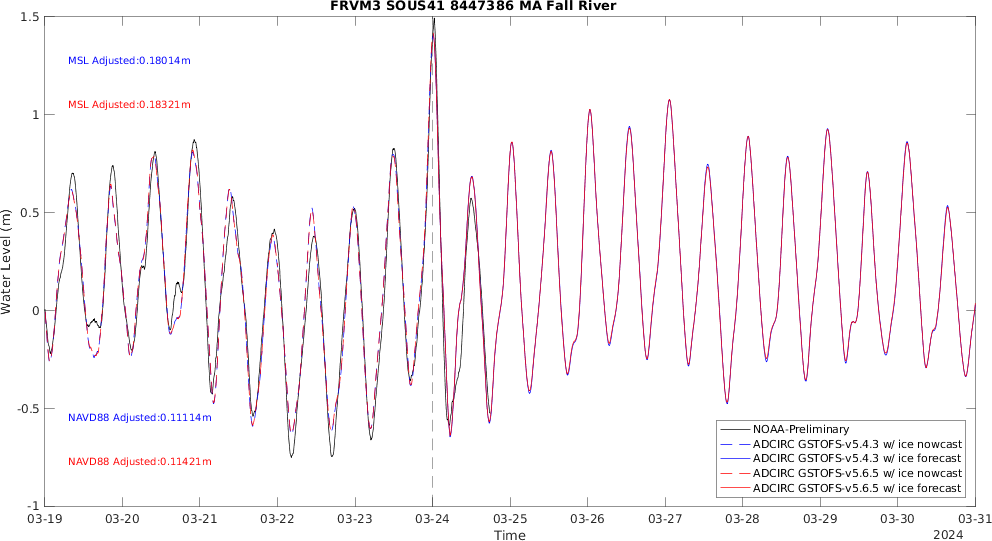 FRVM3 SOUS41 8447386 MA Fall River
Water Level (m)
1.5
1
0.5
0
-0.5
-1
MSL Adjusted:0.18014m
MSL Adjusted:0.18321m
NAVD88 Adjusted:0.11114m
NAVD88 Adjusted:0.11421m
NOAA-Preliminary
ADCIRC GSTOFS-v5.4.3 w/ ice nowcast
ADCIRC GSTOFS-v5.4.3 w/ ice forecast
ADCIRC GSTOFS-v5.6.5 w/ ice nowcast
ADCIRC GSTOFS-v5.6.5 w/ ice forecast
03-19 03-20 03-21 03-22 03-23 03-24 03-25 03-26 03-27 03-28 03-29 03-30 03-31
Time
2024